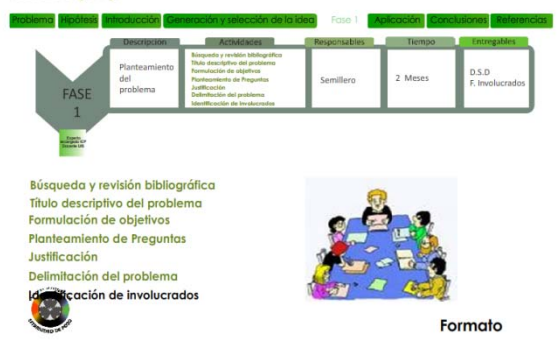 Problema Hipótesis Introducción Generación y selección de la idea Fase 1 Aplicación Conclusiones Referencias
Descripción Actividades Responsables Tiempo Entregables
FASE
1
Planteamiento
del
problema
Búsqueda y revisión bibliográfica
Título descriptivo del problema
Formulación de objetivos
Planteamiento de Preguntas
Justificación
Delimitación del problema
Identificación de involucrados
Semillero
2 Meses
D.S.D
F. Involucrados
Búsqueda y revisión bibliográfica
Título descriptivo del problema
Formulación de objetivos
Planteamiento de Preguntas
Justificación
Delimitación del problema
Identificación de involucrados
Formato